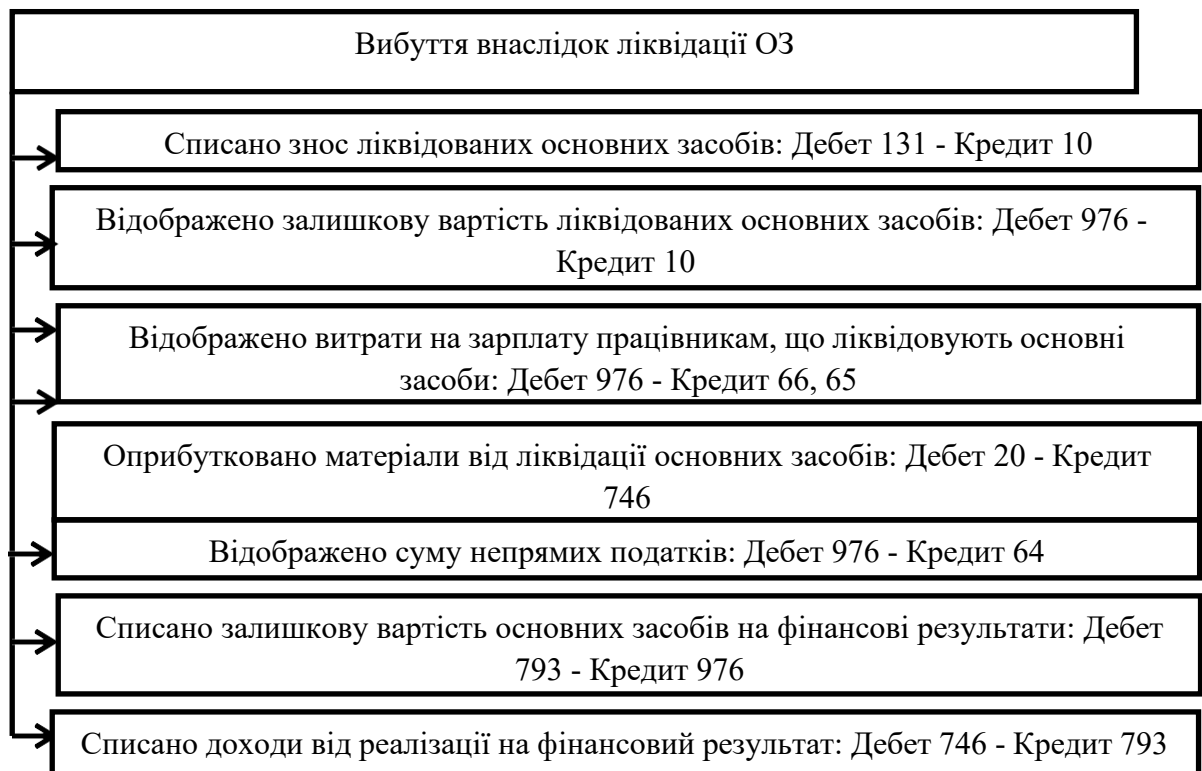 Вибуття внаслідок ліквідації ОЗ
Списано знос ліквідованих основних засобів: Дебет 131 - Кредит 10
Відображено залишкову вартість ліквідованих основних засобів: Дебет 976 -
Кредит 10
Відображено витрати на зарплату працівникам, що ліквідовують основні
засоби: Дебет 976 - Кредит 66, 65
Оприбутковано матеріали від ліквідації основних засобів: Дебет 20 - Кредит
746
Відображено суму непрямих податків: Дебет 976 - Кредит 64
Списано залишкову вартість основних засобів на фінансові результати: Дебет
793 - Кредит 976
Списано доходи від реалізації на фінансовий результат: Дебет 746 - Кредит 793